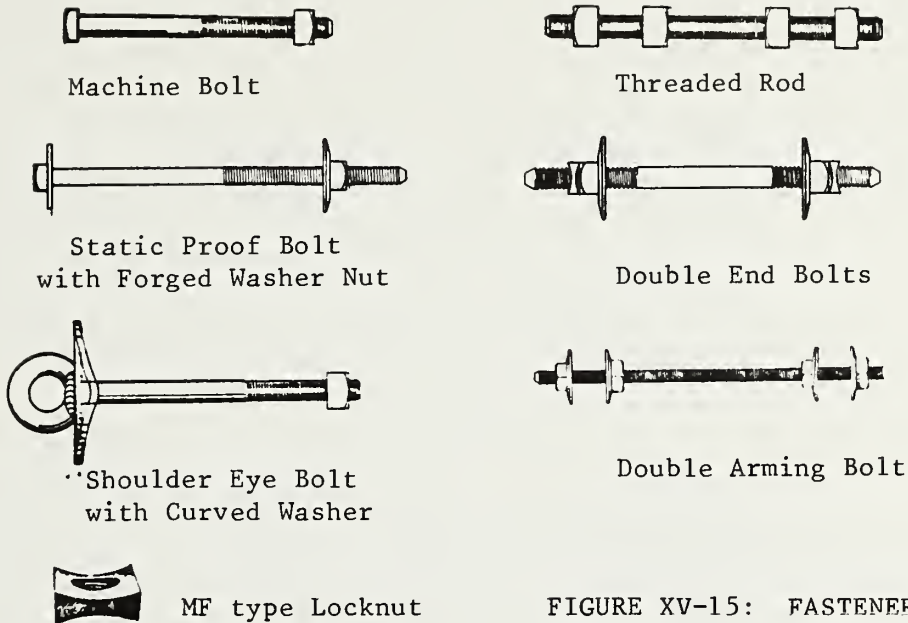 Machine Bolt
Threaded Rod
Static Proof Bolt
with Forged Washer Nut
Double End Bolts
Shoulder Eye Bolt
with Curved Washer
Double Arming Bolt
MF type Locknut
FIGURE XV-15: FASTENER